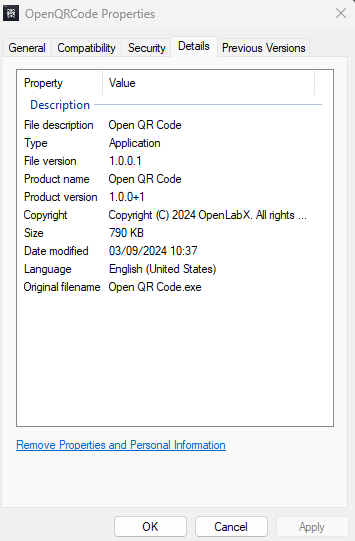 OpenQRCode Properties
General Compatibility Security Details Previous Versions
Property Value
Description
File description Open QR Code
Type Application
File version 1.0.0.1
Product name Open QR Code
Product version 1.0.0+1
Copyright Copyright (C) 2024 OpenLabX. All rights ...
Size 790 KB
Date modified 03/09/2024 10:37
Language English (United States)
Original filename Open QR Code.exe
Remove Properties and Personal Information
OK Cancel Apply